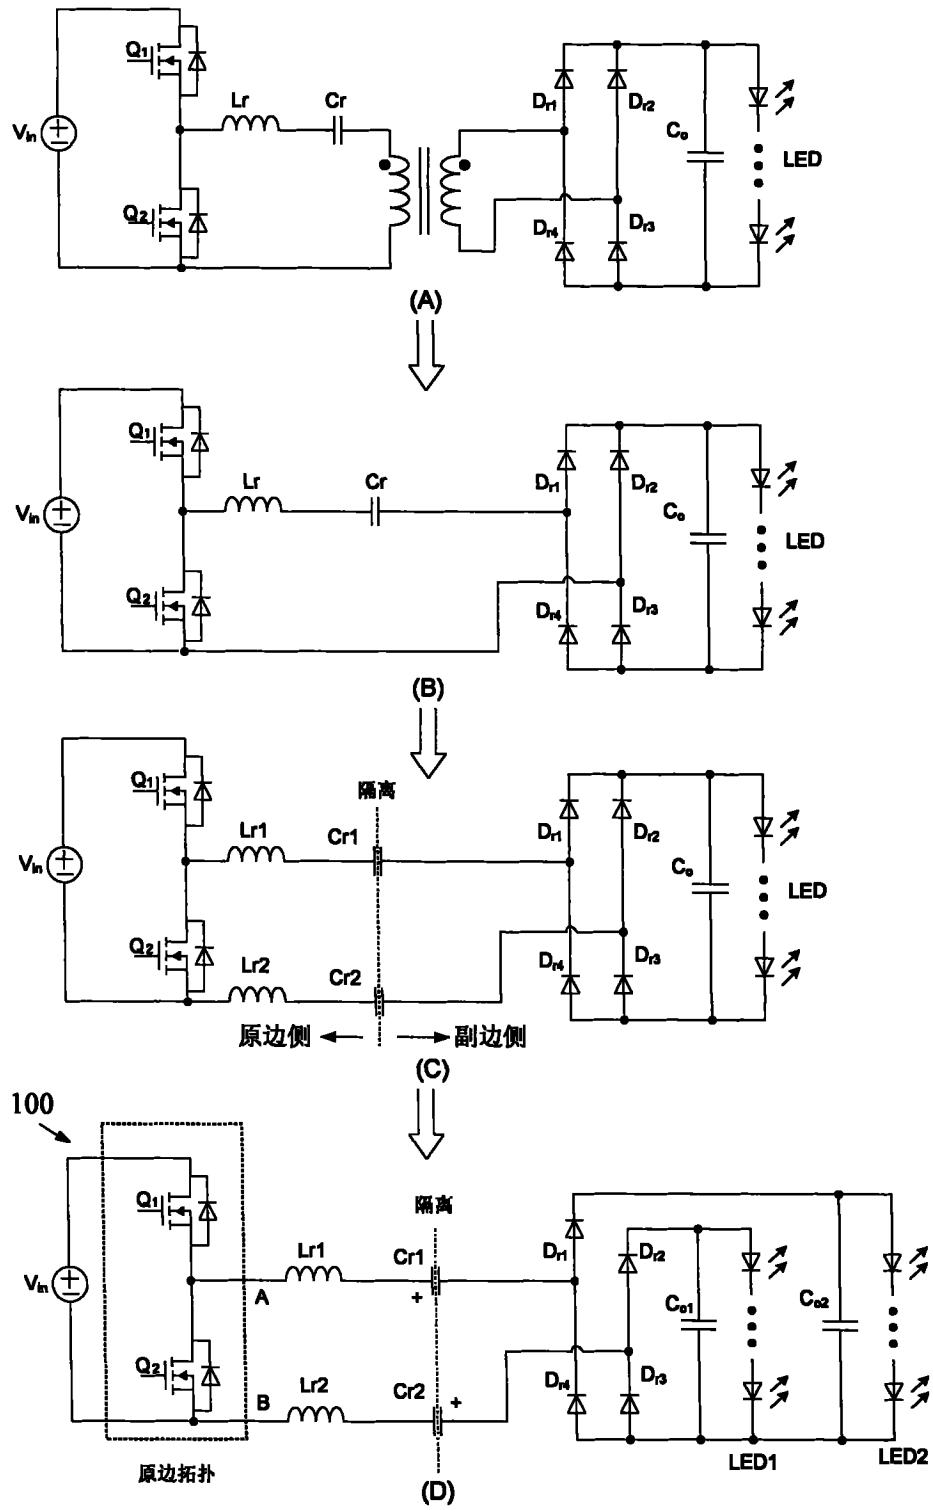 Q1
Lr
Cr
Vin
Dr1
Dr2
Co
LED
Q2
Dr4
Dr3
(A)
Q1
Lr
Cr
Vin
Dr1
Dr2
Co
LED
Q2
Dr4
Dr3
(B)
隔离
Q1
Lr1
Cr1
Vin
Dr1
Dr2
Co
LED
Q2
Lr2
Cr2
Dr4
Dr3
原边侧
副边侧
(C)
100
隔离
Q1
Lr1
Cr1
Dr1
Dr2
Vin
A
+
Co1
Co2
Q2
B
Lr2
Cr2
+
Dr4
Dr3
LED1
LED2
原边拓扑
(D)